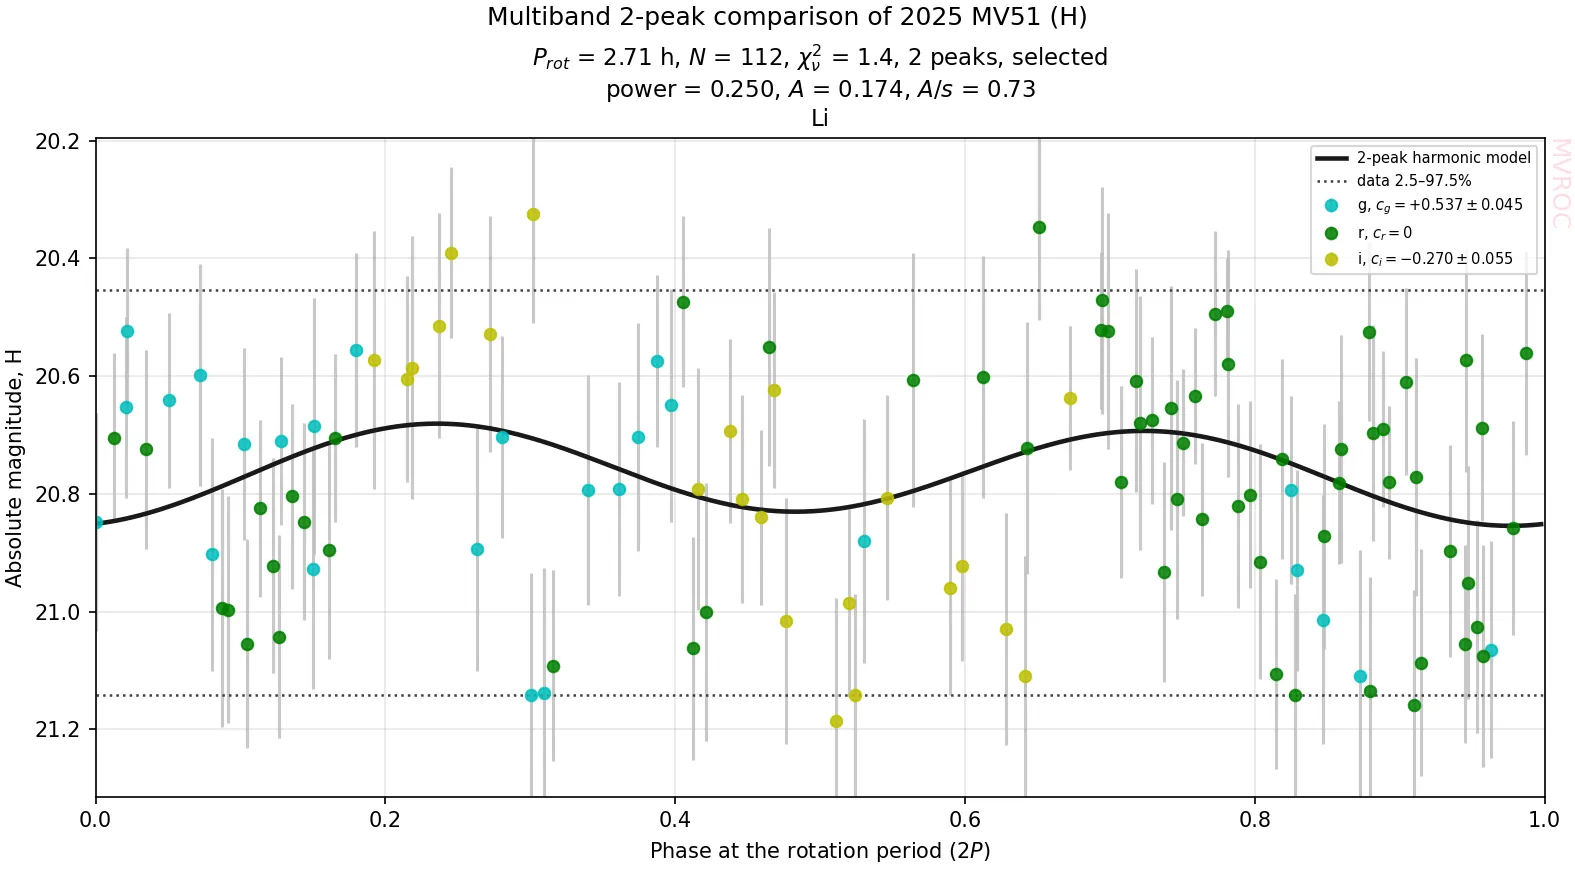 Multiband 2-peak comparison of 2025 MV51 (H)
P_rot = 2.71 h, N = 112, χ²_ν = 1.4, 2 peaks, selected
power = 0.250, A = 0.174, A/s = 0.73
Li
20.2
20.4
20.6
20.8
21.0
21.2
Absolute magnitude, H
0.0 0.2 0.4 0.6 0.8 1.0
Phase at the rotation period (2P)
2-peak harmonic model
data 2.5–97.5%
g, c_g = +0.537 ± 0.045
r, c_r = 0
i, c_i = −0.270 ± 0.055
MVROC